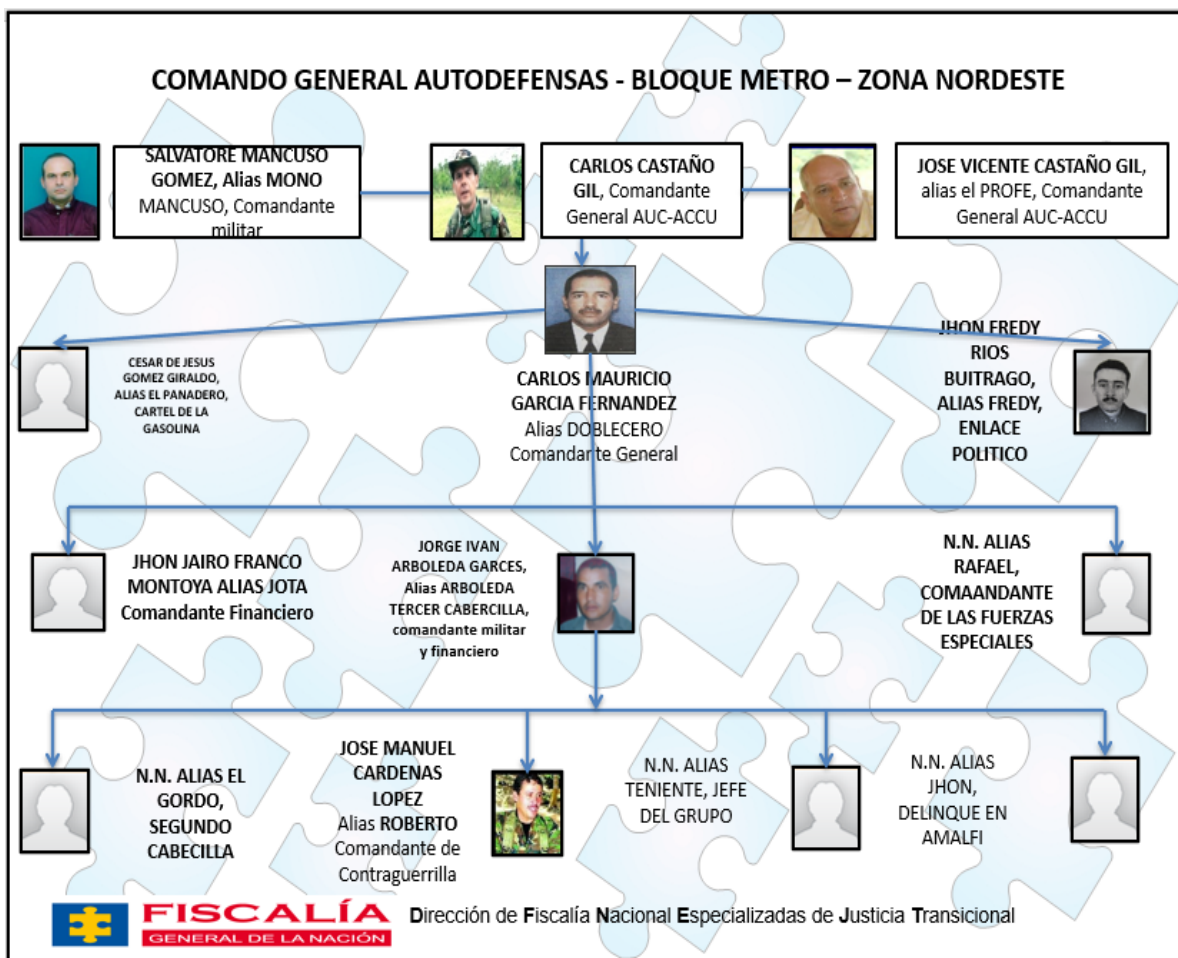 COMANDO GENERAL AUTODEFENSAS - BLOQUE METRO – ZONA NORDESTE
SALVATORE MANCUSO
GOMEZ, Alias MONO
MANCUSO, Comandante
militar
CARLOS CASTAÑO
GIL, Comandante
General AUC-ACCU
JOSE VICENTE CASTAÑO GIL,
alias el PROFE, Comandante
General AUC-ACCU
CESAR DE JESUS
GOMEZ GIRALDO,
ALIAS EL PANADERO,
CARTEL DE LA
GASOLINA
CARLOS MAURICIO
GARCIA FERNANDEZ
Alias DOBLECERO
Comandante General
JHON FREDY
RIOS
BUITRAGO,
ALIAS FREDY,
ENLACE
POLITICO
JHON JAIRO FRANCO
MONTOYA ALIAS JOTA
Comandante Financiero
JORGE IVAN
ARBOLEDA GARCES,
Alias ARBOLEDA
TERCER CABERCILLA,
comandante militar
y financiero
N.N. ALIAS
RAFAEL,
COMAANDANTE
DE LAS FUERZAS
ESPECIALES
N.N. ALIAS EL
GORDO,
SEGUNDO
CABECILLA
JOSE MANUEL
CARDENAS
LOPEZ
Alias ROBERTO
Comandante de
Contraguerrilla
N.N. ALIAS
TENIENTE, JEFE
DEL GRUPO
N.N. ALIAS
JHON,
DELINQUE EN
AMALFI
FISCALÍA
GENERAL DE LA NACIÓN
Dirección de Fiscalía Nacional Especializadas de Justicia Transicional